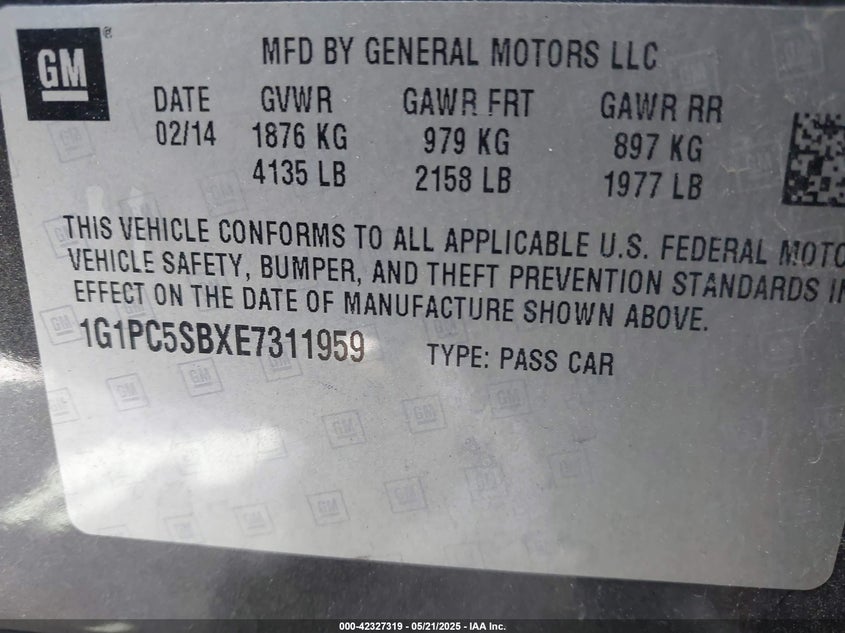 GM®
MFD BY GENERAL MOTORS LLC
DATE GVWR GAWR FRT GAWR RR
02/14 1876 KG 979 KG 897 KG
4135 LB 2158 LB 1977 LB
THIS VEHICLE CONFORMS TO ALL APPLICABLE U.S. FEDERAL MOTO
VEHICLE SAFETY, BUMPER, AND THEFT PREVENTION STANDARDS IN
EFFECT ON THE DATE OF MANUFACTURE SHOWN ABOVE.
1G1PC5SBXE7311959 TYPE: PASS CAR
000-42327319 - 05/21/2025 - IAA Inc.